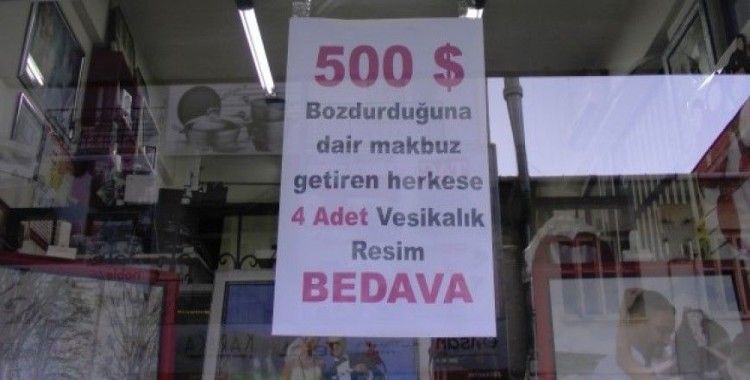 500 $
Bozdurduğuna
dair makbuz
getiren herkese
4 Adet Vesikalık
Resim
BEDAVA